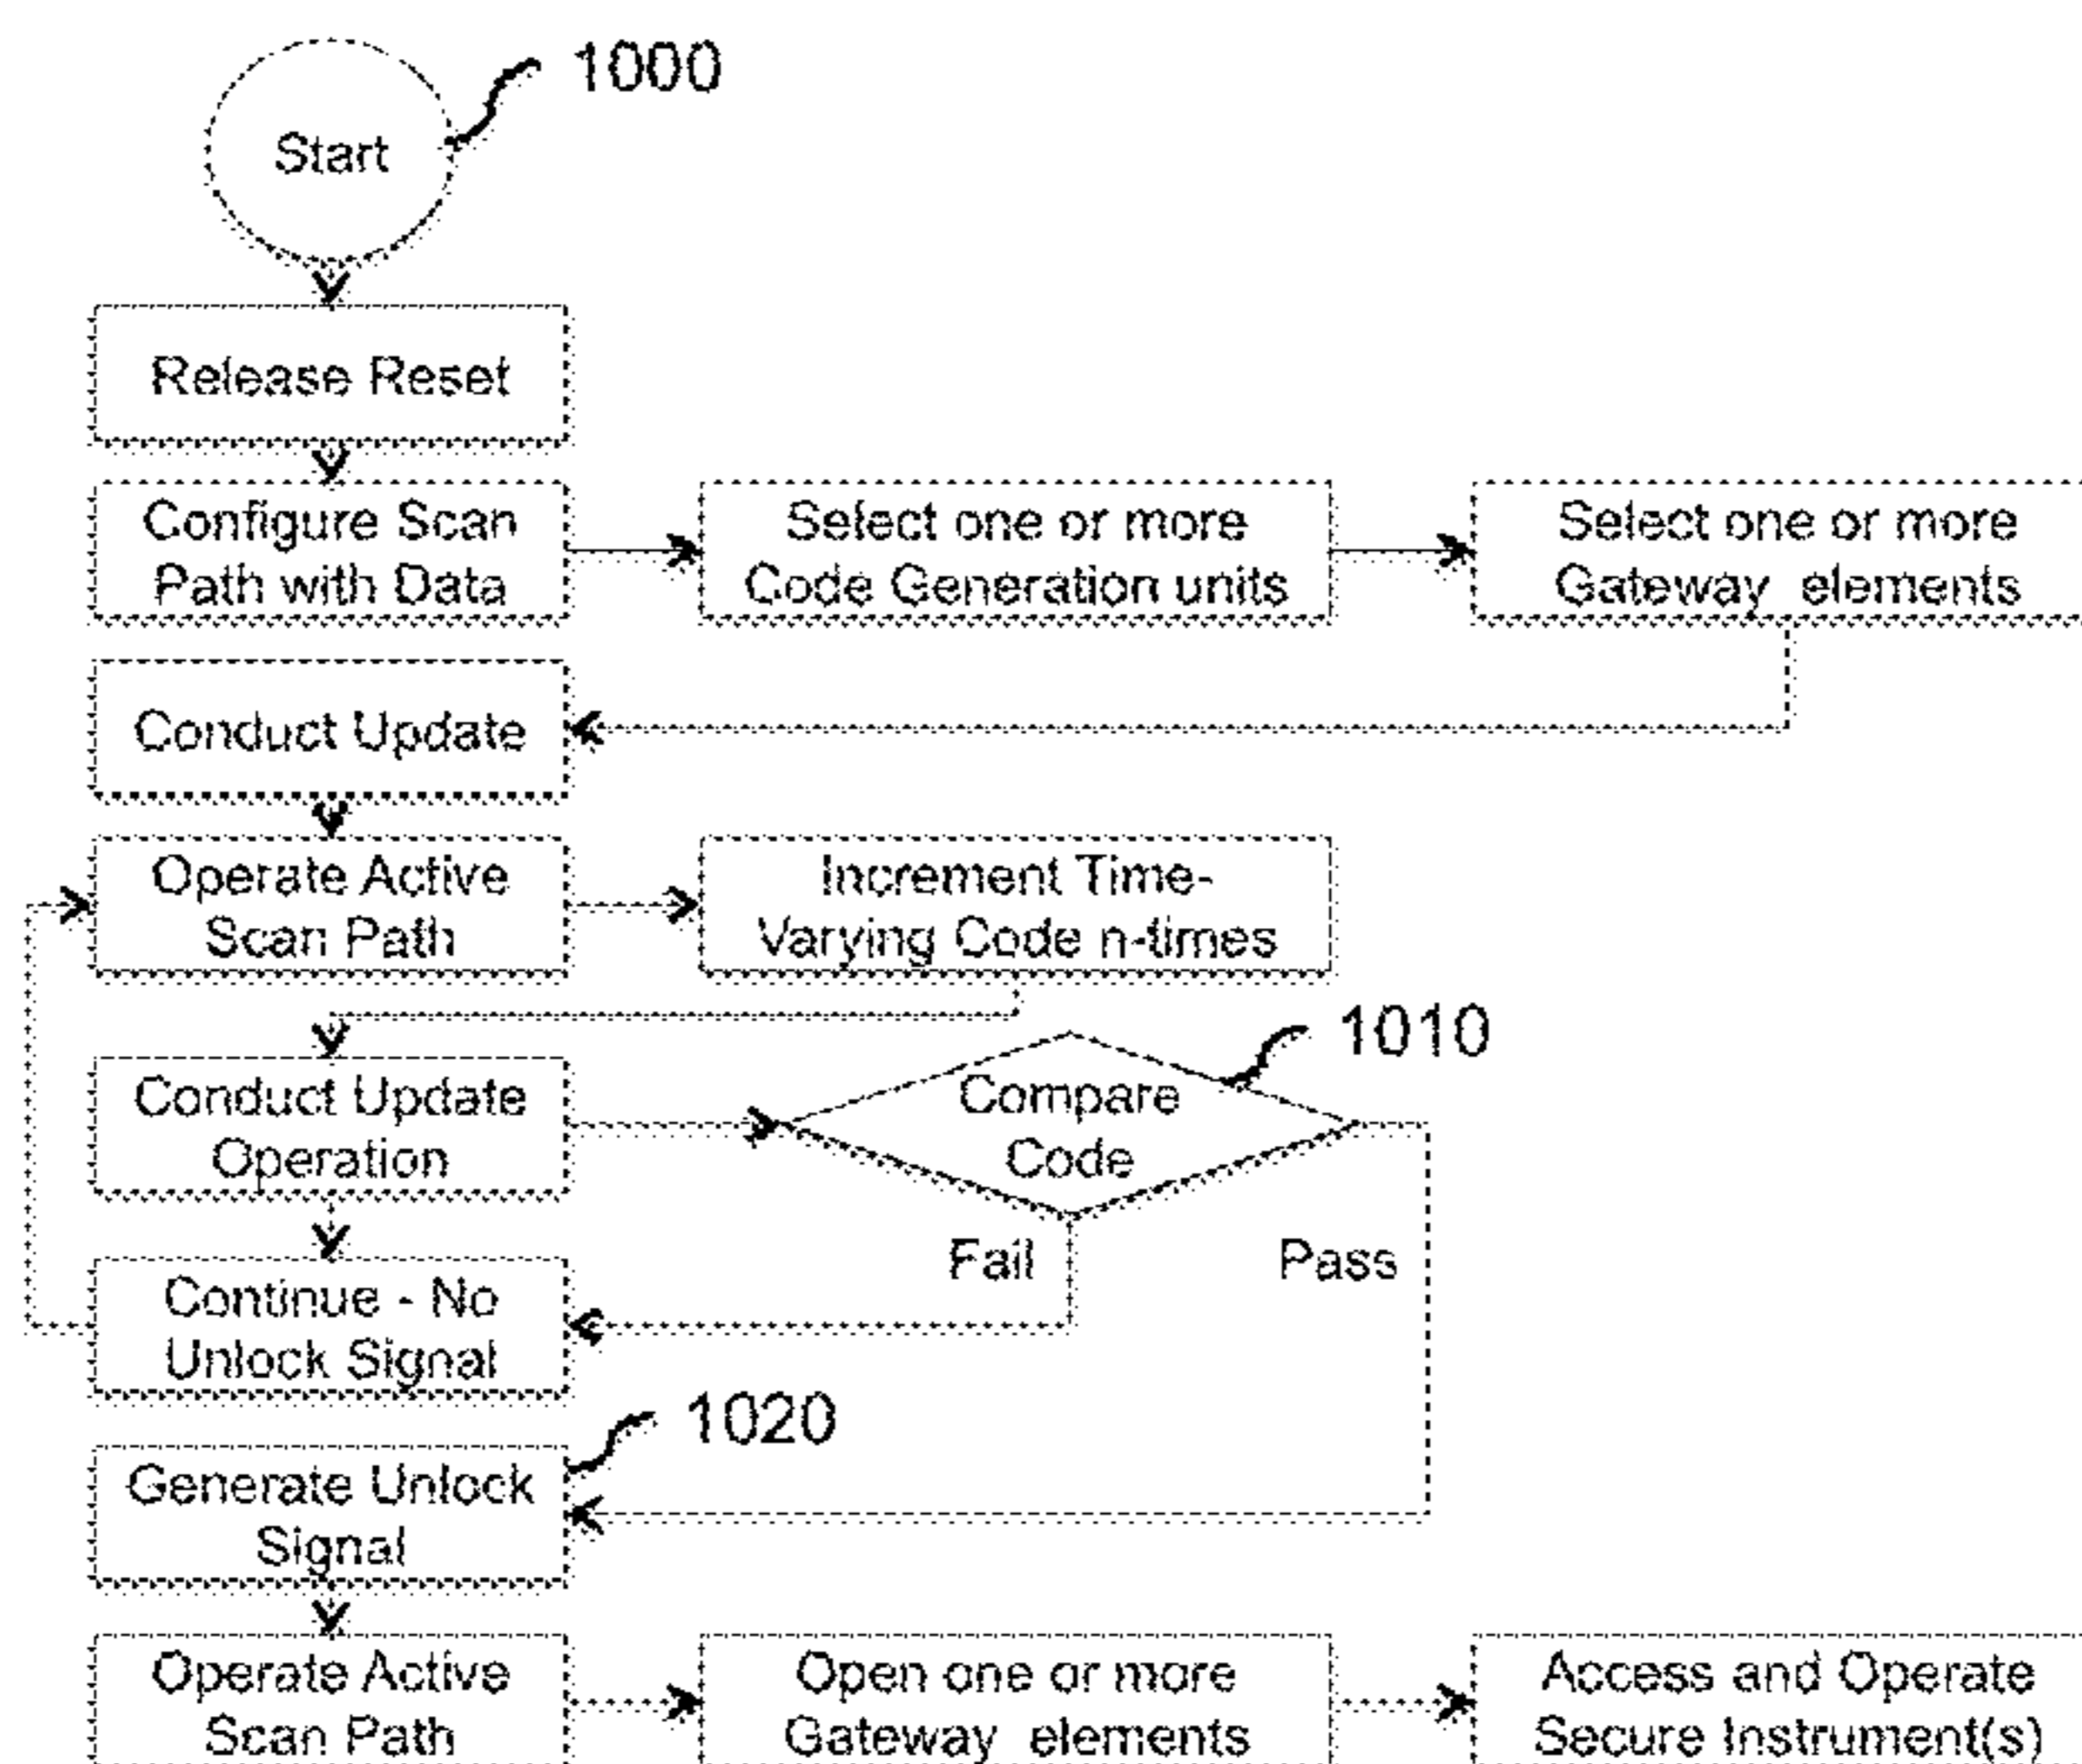 1000
Start
Release Reset
Configure Scan
Path with Data
Select one or more
Code Generation units
Select one or more
Gateway elements
Conduct Update
Operate Active
Scan Path
Increment Time-
Varying Code n-times
1010
Conduct Update
Operation
Compare
Code
Fail
Pass
Continue - No
Unlock Signal
1020
Generate Unlock
Signal
Operate Active
Scan Path
Open one or more
Gateway elements
Access and Operate
Secure Instrument(s)